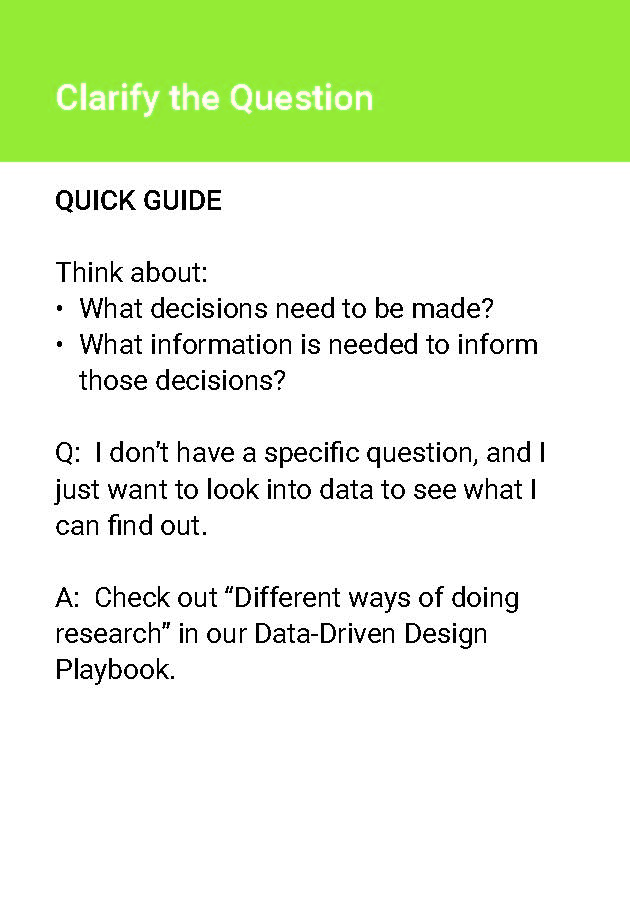 Clarify the Question
QUICK GUIDE
Think about:
• What decisions need to be made?
• What information is needed to inform
those decisions?
Q:  I don’t have a specific question, and I
just want to look into data to see what I
can find out.
A:  Check out “Different ways of doing
research” in our Data-Driven Design
Playbook.